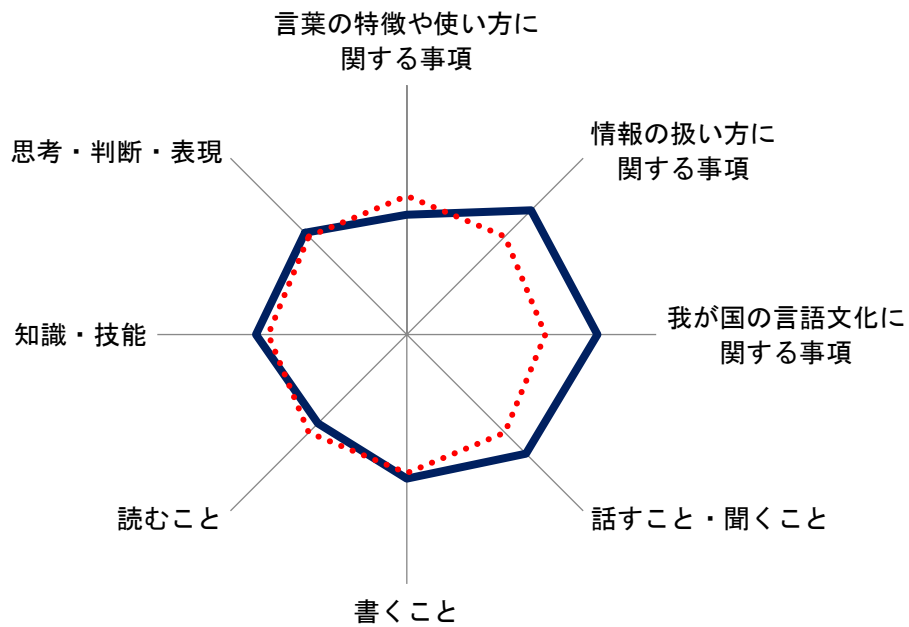 言葉の特徴や使い方に
関する事項
情報の扱い方に
関する事項
我が国の言語文化に
関する事項
話すこと・聞くこと
書くこと
読むこと
知識・技能
思考・判断・表現